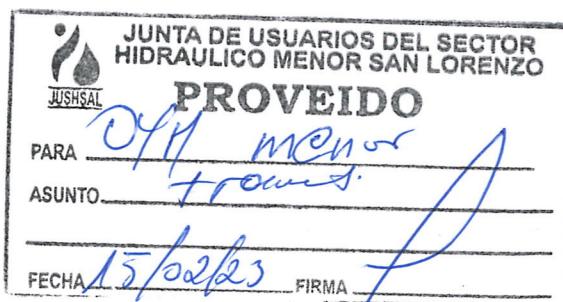 JUNTA DE USUARIOS DEL SECTOR
HIDRAULICO MENOR SAN LORENZO
JUSHSAL
PROVEIDO
PARA OYM menor
ASUNTO
FECHA 15/02/23 FIRMA